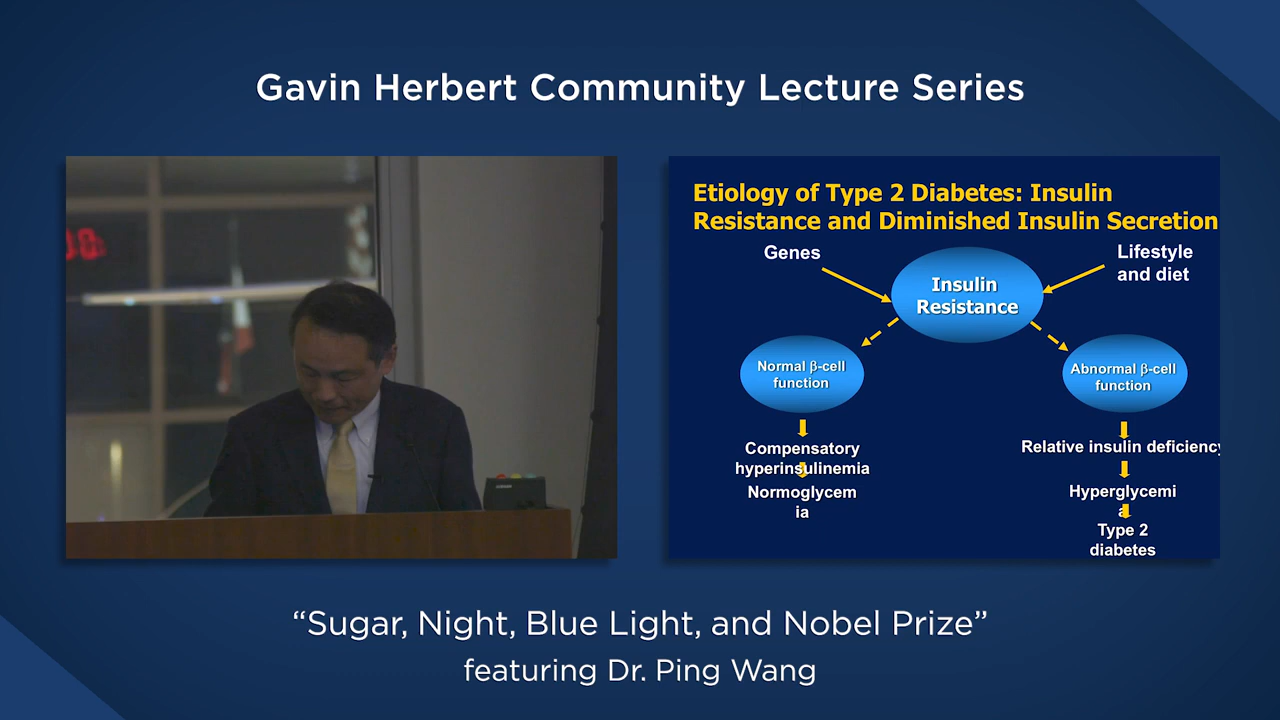 Gavin Herbert Community Lecture Series
Etiology of Type 2 Diabetes: Insulin
Resistance and Diminished Insulin Secretion
Genes
Lifestyle
and diet
Insulin
Resistance
Normal β-cell
function
Abnormal β-cell
function
Compensatory
hyperinsulinemia
Normoglycem
ia
Relative insulin deficiency
Hyperglycemi
a
Type 2
diabetes
“Sugar, Night, Blue Light, and Nobel Prize”
featuring Dr. Ping Wang